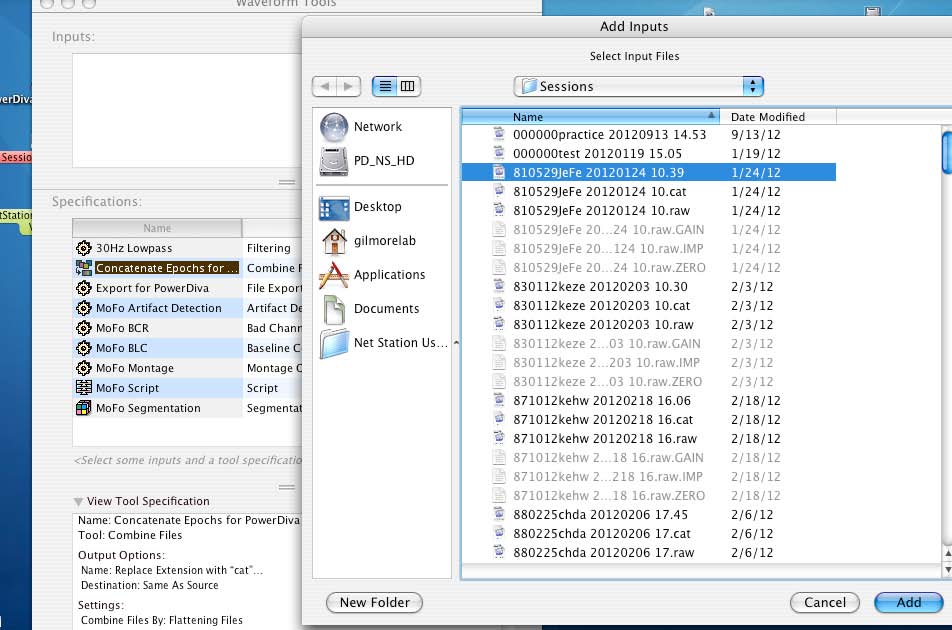 Waveform Tools
Inputs:
werDiva
Session
tStation
Specifications:
Name
30Hz Lowpass Filtering
Concatenate Epochs for ... Combine F
Export for PowerDiva File Export
MoFo Artifact Detection Artifact De
MoFo BCR Bad Chann
MoFo BLC Baseline C
MoFo Montage Montage C
MoFo Script Script
MoFo Segmentation Segmentat
<Select some inputs and a tool specificatio
View Tool Specification
Name: Concatenate Epochs for PowerDiva
Tool: Combine Files
Output Options:
Name: Replace Extension with “cat”...
Destination: Same As Source
Settings:
Combine Files By: Flattening Files
Add Inputs
Select Input Files
Sessions
Network
PD_NS_HD
Desktop
gilmorelab
Applications
Documents
Net Station Us...
Name Date Modified
000000practice 20120913 14.53 9/13/12
000000test 20120119 15.05 1/19/12
810529JeFe 20120124 10.39 1/24/12
810529JeFe 20120124 10.cat 1/24/12
810529JeFe 20120124 10.raw 1/24/12
810529JeFe 20...24 10.raw.GAIN 1/24/12
810529JeFe 20...124 10.raw.IMP 1/24/12
810529JeFe 20...24 10.raw.ZERO 1/24/12
830112keze 20120203 10.30 2/3/12
830112keze 20120203 10.cat 2/3/12
830112keze 20120203 10.raw 2/3/12
830112keze 2...03 10.raw.GAIN 2/3/12
830112keze 2...203 10.raw.IMP 2/3/12
830112keze 2...03 10.raw.ZERO 2/3/12
871012kehw 20120218 16.06 2/18/12
871012kehw 20120218 16.cat 2/18/12
871012kehw 20120218 16.raw 2/18/12
871012kehw 2...18 16.raw.GAIN 2/18/12
871012kehw 2...218 16.raw.IMP 2/18/12
871012kehw 2...18 16.raw.ZERO 2/18/12
880225chda 20120206 17.45 2/6/12
880225chda 20120206 17.cat 2/6/12
880225chda 20120206 17.raw 2/6/12
New Folder
Cancel
Add